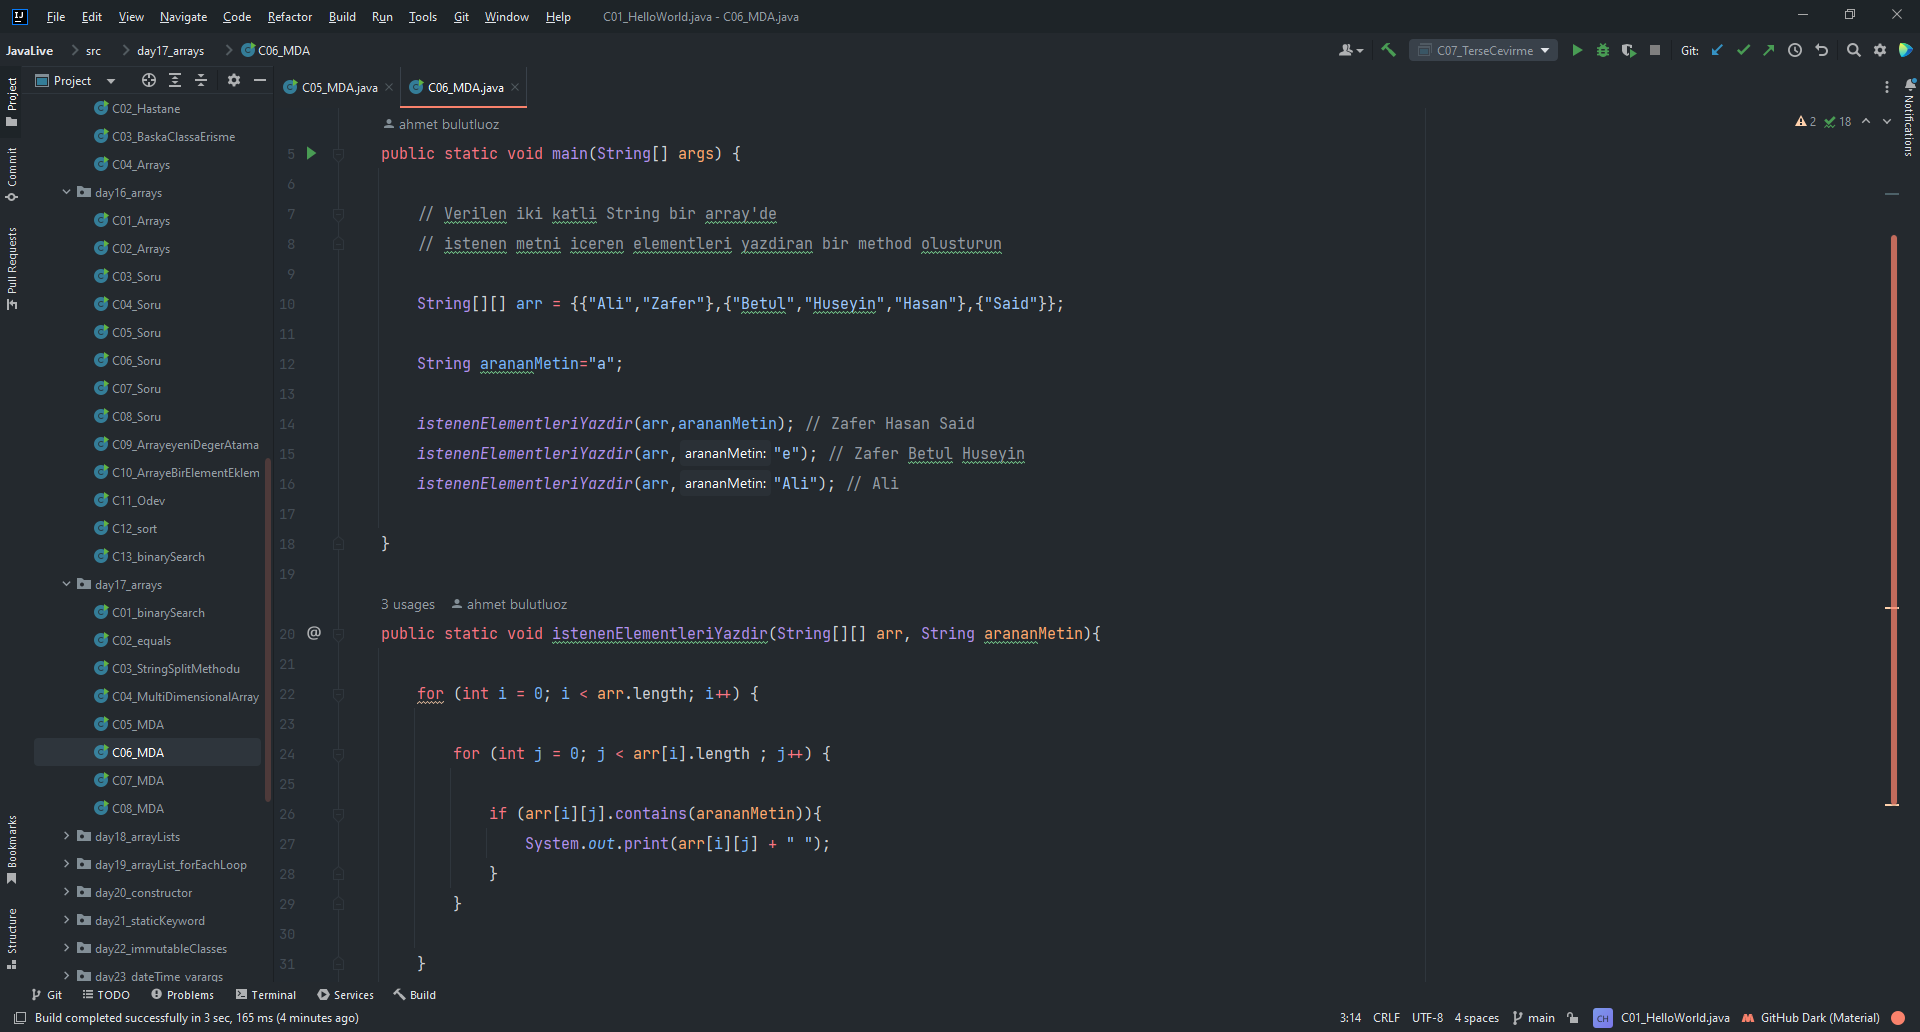 File Edit View Navigate Code Refactor Build Run Tools Git Window Help C01_HelloWorld.java - C06_MDA.java
JavaLive src day17_arrays C06_MDA C07_TerseCevirme Git:
Project
C05_MDA.java C06_MDA.java
Project
Commit
Pull Requests
Bookmarks
Structure
Notifications
C02_Hastane
C03_BaskaClassaErisme
C04_Arrays
day16_arrays
C01_Arrays
C02_Arrays
C03_Soru
C04_Soru
C05_Soru
C06_Soru
C07_Soru
C08_Soru
C09_ArrayeyeniDegerAtama
C10_ArrayeBirElementEklem
C11_Odev
C12_sort
C13_binarySearch
day17_arrays
C01_binarySearch
C02_equals
C03_StringSplitMethodu
C04_MultiDimensionalArray
C05_MDA
C06_MDA
C07_MDA
C08_MDA
day18_arrayLists
day19_arrayList_forEachLoop
day20_constructor
day21_staticKeyword
day22_immutableClasses
day23_dateTime_varargs
2 18
ahmet bulutluoz
5 public static void main(String[] args) {
6
7 // Verilen iki katli String bir array'de
8 // istenen metni iceren elementleri yazdiran bir method olusturun
9
10 String[][] arr = {{"Ali","Zafer"},{"Betul","Huseyin","Hasan"},{"Said"}};
11
12 String arananMetin="a";
13
14 istenenElementleriYazdir(arr,arananMetin); // Zafer Hasan Said
15 istenenElementleriYazdir(arr, arananMetin: "e"); // Zafer Betul Huseyin
16 istenenElementleriYazdir(arr, arananMetin: "Ali"); // Ali
17
18 }
19
3 usages ahmet bulutluoz
20 @ public static void istenenElementleriYazdir(String[][] arr, String arananMetin){
21
22 for (int i = 0; i < arr.length; i++) {
23
24 for (int j = 0; j < arr[i].length ; j++) {
25
26 if (arr[i][j].contains(arananMetin)){
27 System.out.print(arr[i][j] + " ");
28 }
29 }
30
31 }
Git TODO Problems Terminal Services Build
Build completed successfully in 3 sec, 165 ms (4 minutes ago) 3:14 CRLF UTF-8 4 spaces main CH C01_HelloWorld.java GitHub Dark (Material)